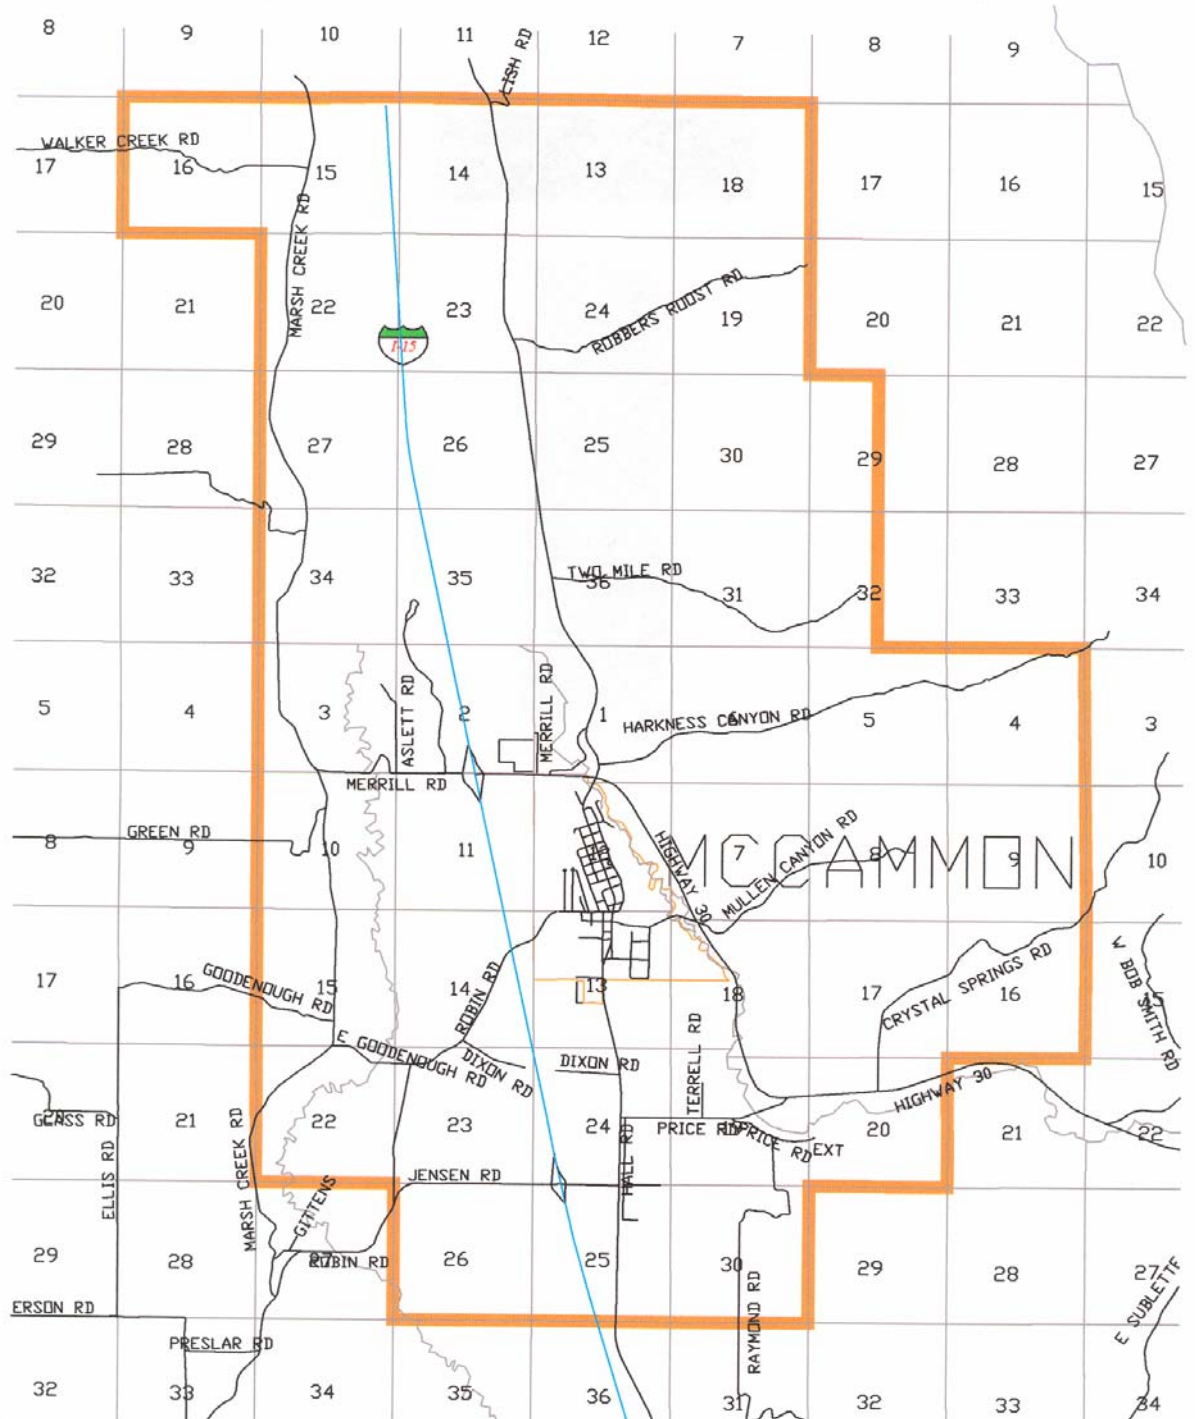 8 9 10 11 12 7 8 9
LISH RD
WALKER CREEK RD
17 16 15 14 13 18 17 16 15
MARSH CREEK RD
20 21 22 23 24 19 20 21 22
ROBBERS ROOST RD
I-15
29 28 27 26 25 30 29 28 27
TWO MILE RD
32 33 34 35 36 31 32 33 34
ASLETT RD
MERRILL RD
5 4 3 2 1 6 5 4 3
HARKNESS CANYON RD
MERRILL RD
GREEN RD
8 9 10 11 12 7 8 9 10
MCCAMMON
HIGHWAY 30
MULLEN CANYON RD
17 16 15 14 13 18 17 16 15
GOODENOUGH RD
ROBIN RD
CRYSTAL SPRINGS RD
W BOB SMITH RD
E GOODENOUGH RD
DIXON RD
DIXON RD
TERRELL RD
HIGHWAY 30
GLASS RD
21 22 23 24 19 20 21 22
ELLIS RD
MARSH CREEK RD
HALL RD
PRICE RD
PRICE RD EXT
JENSEN RD
GITTENS
29 28 27 26 25 30 29 28 27
ROBIN RD
RAYMOND RD
E SUBLETTE
ERSON RD
PRESLAR RD
32 33 34 35 36 31 32 33 34